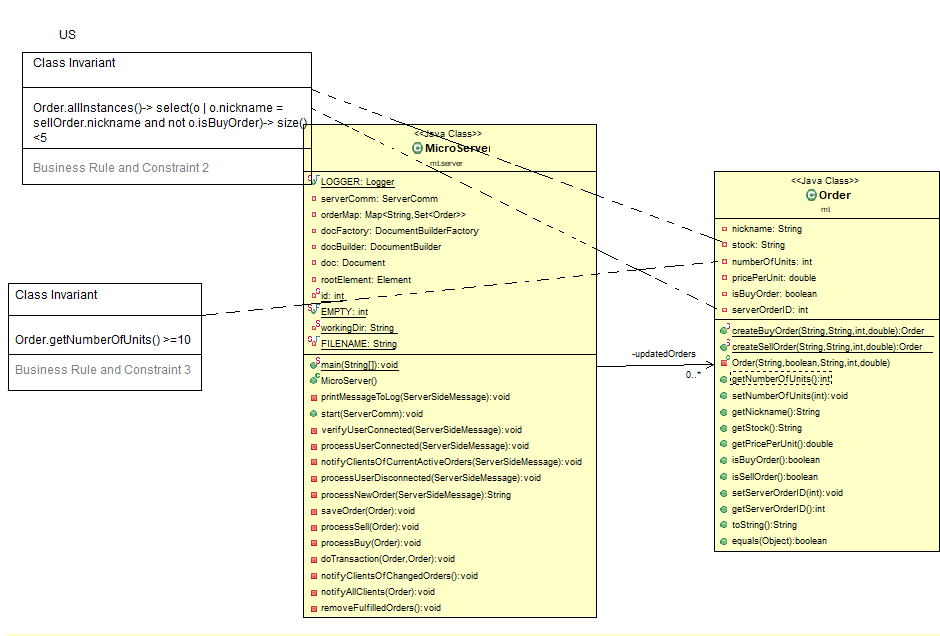 US
Class Invariant
Order.allInstances()-> select(o | o.nickname =
sellOrder.nickname and not o.isBuyOrder)-> size()
<5
Business Rule and Constraint 2
Class Invariant
Order.getNumberOfUnits() >=10
Business Rule and Constraint 3
<<Java Class>>
MicroServer
mt.server
LOGGER: Logger
serverComm: ServerComm
orderMap: Map<String,Set<Order>>
docFactory: DocumentBuilderFactory
docBuilder: DocumentBuilder
doc: Document
rootElement: Element
id: int
EMPTY: int
workingDir: String
FILENAME: String
main(String[]):void
MicroServer()
printMessageToLog(ServerSideMessage):void
start(ServerComm):void
verifyUserConnected(ServerSideMessage):void
processUserConnected(ServerSideMessage):void
notifyClientsOfCurrentActiveOrders(ServerSideMessage):void
processUserDisconnected(ServerSideMessage):void
processNewOrder(ServerSideMessage):String
saveOrder(Order):void
processSell(Order):void
processBuy(Order):void
doTransaction(Order,Order):void
notifyClientsOfChangedOrders():void
notifyAllClients(Order):void
removeFulfilledOrders():void
-updatedOrders
0..*
<<Java Class>>
Order
mt
nickname: String
stock: String
numberOfUnits: int
pricePerUnit: double
isBuyOrder: boolean
serverOrderID: int
createBuyOrder(String,String,int,double):Order
createSellOrder(String,String,int,double):Order
Order(String,boolean,String,int,double)
getNumberOfUnits():int
setNumberOfUnits(int):void
getNickname():String
getStock():String
getPricePerUnit():double
isBuyOrder():boolean
isSellOrder():boolean
setServerOrderID(int):void
getServerOrderID():int
toString():String
equals(Object):boolean